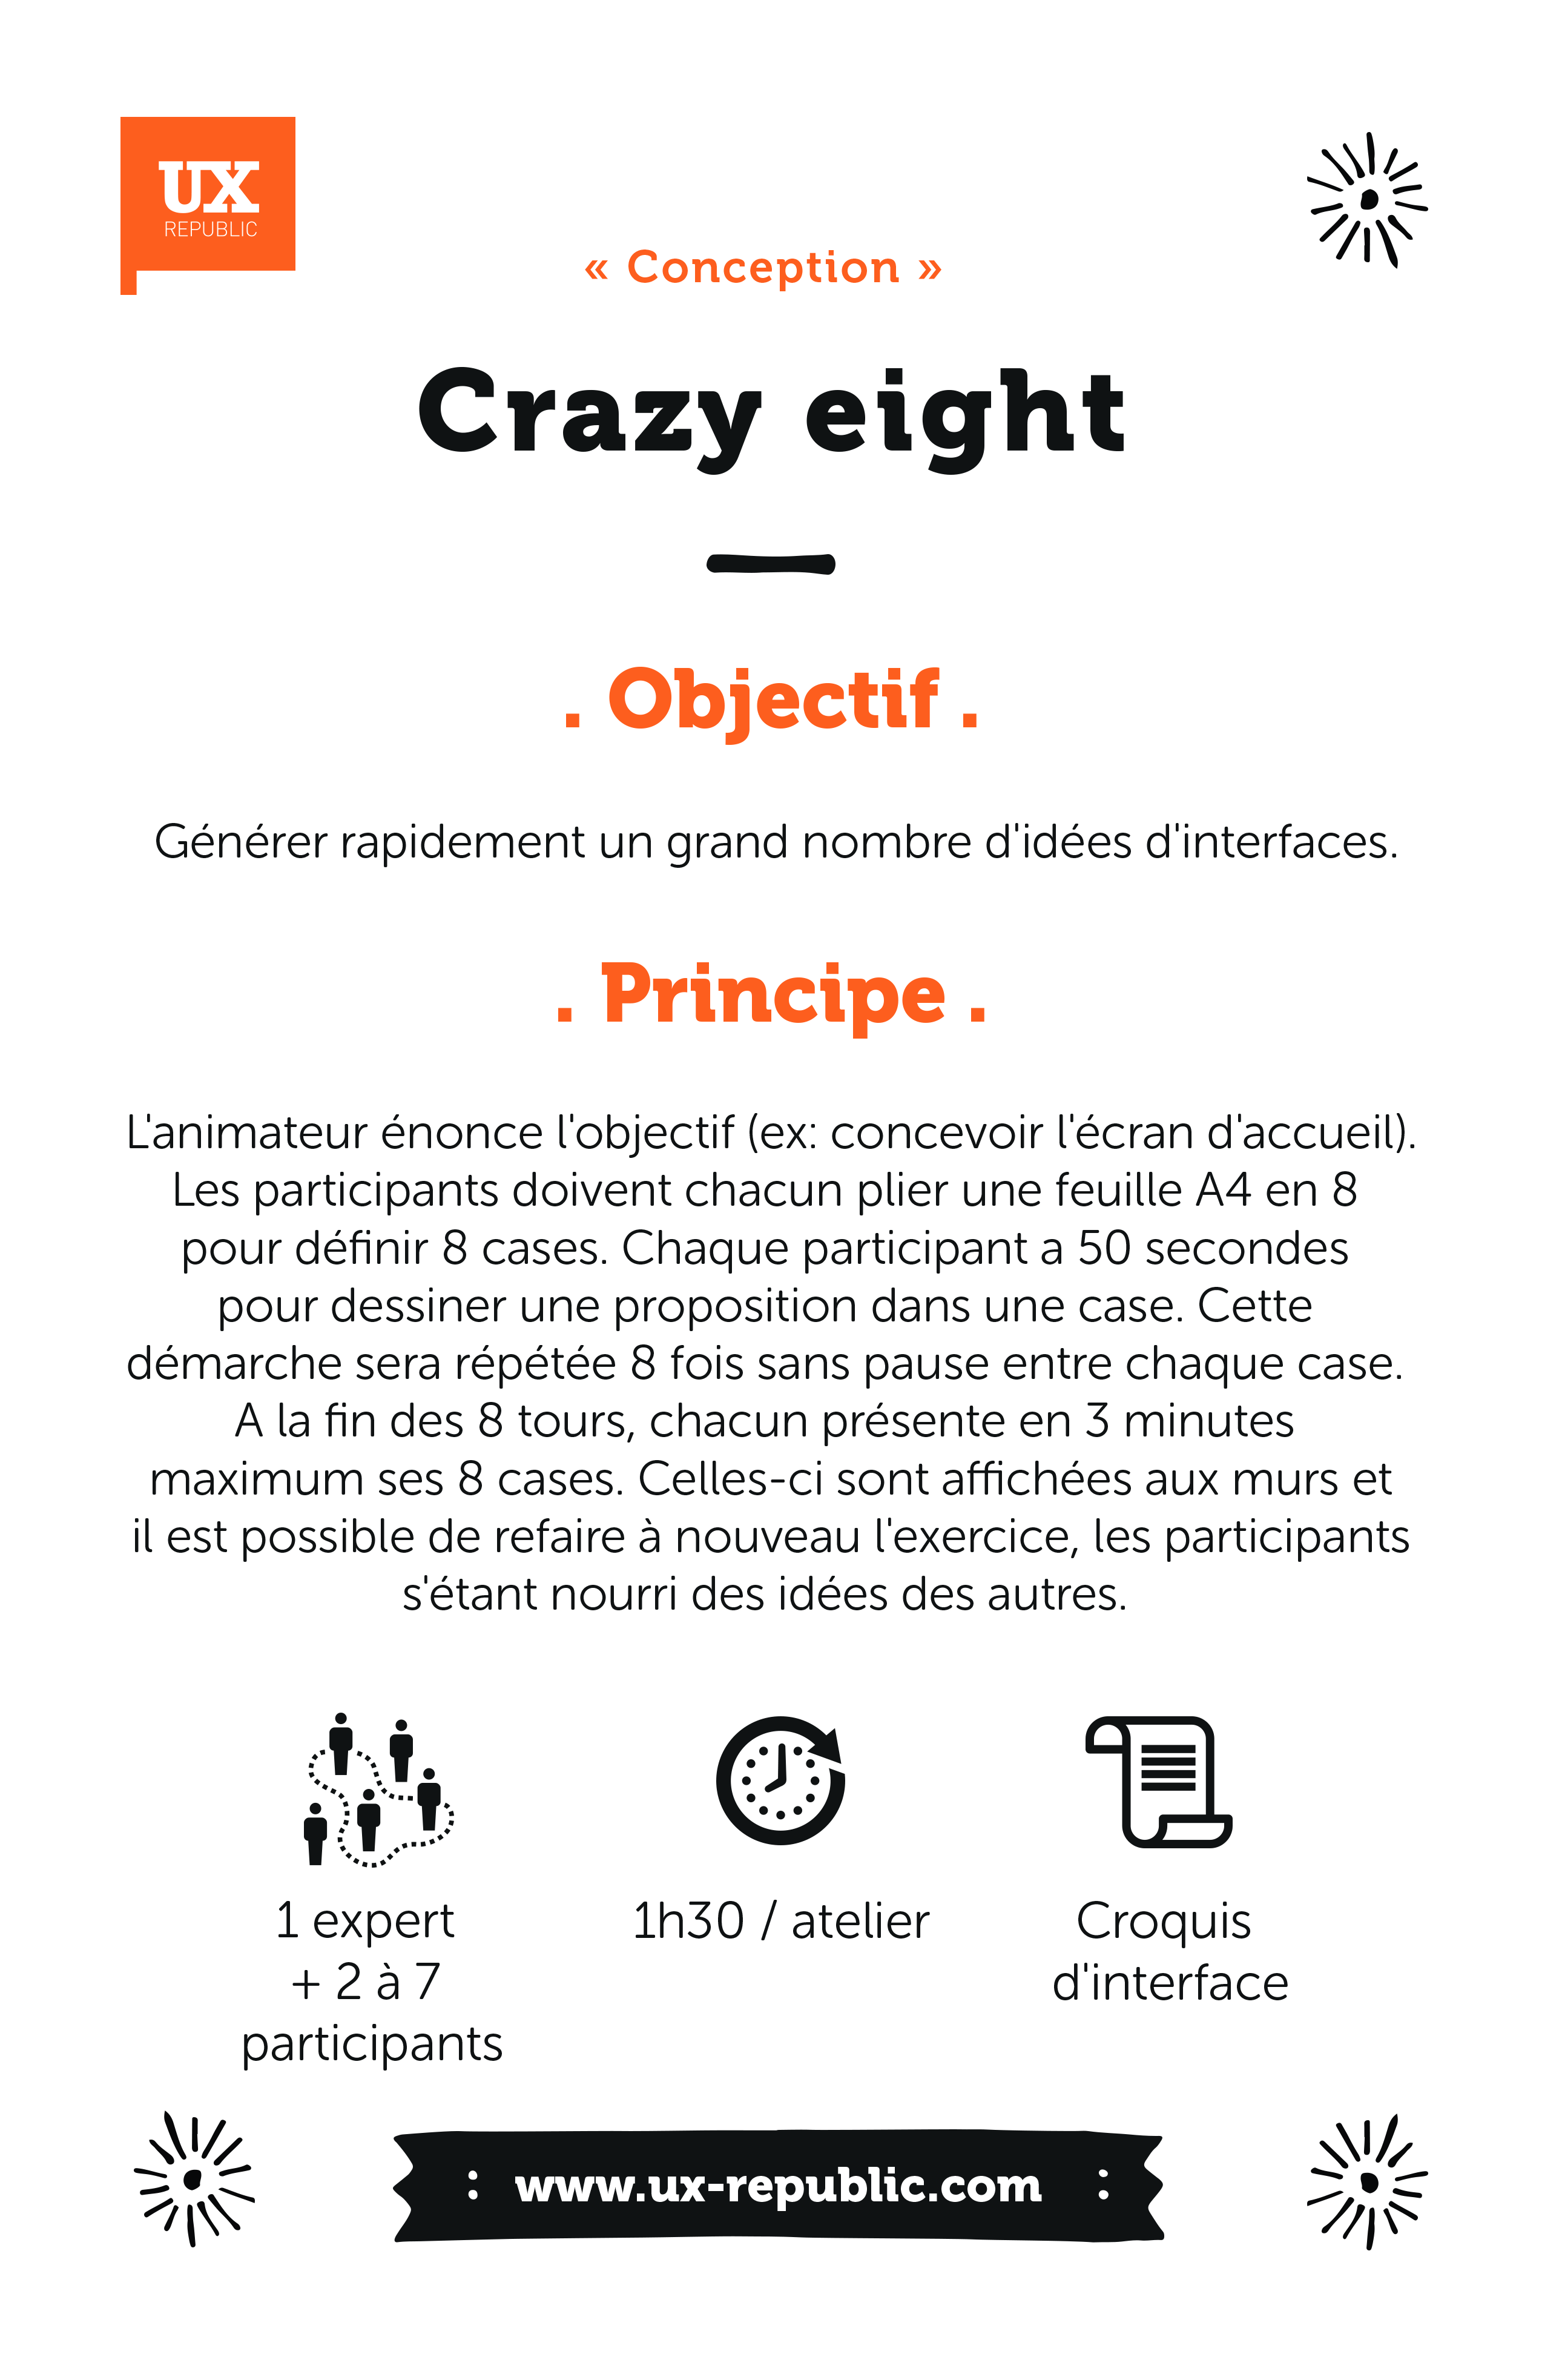 UX
REPUBLIC
« Conception »
Crazy eight
. Objectif .
Générer rapidement un grand nombre d'idées d'interfaces.
. Principe .
L'animateur énonce l'objectif (ex: concevoir l'écran d'accueil).
Les participants doivent chacun plier une feuille A4 en 8
pour définir 8 cases. Chaque participant a 50 secondes
pour dessiner une proposition dans une case. Cette
démarche sera répétée 8 fois sans pause entre chaque case.
A la fin des 8 tours, chacun présente en 3 minutes
maximum ses 8 cases. Celles-ci sont affichées aux murs et
il est possible de refaire à nouveau l'exercice, les participants
s'étant nourri des idées des autres.
1 expert
+ 2 à 7
participants
1h30 / atelier
Croquis
d'interface
: www.ux-republic.com :